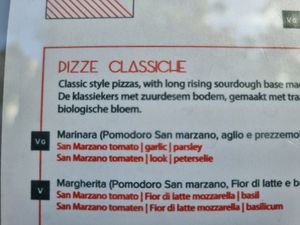 Vg
PIZZE CLASSICHE
Classic style pizzas, with long rising sourdough base ma
De klassiekers met zuurdesem bodem, gemaakt met tra
biologische bloem.
Vg
Marinara (Pomodoro San marzano, aglio e prezzemo
San Marzano tomato | garlic | parsley
San Marzano tomaten | look | peterselie
V
Margherita (Pomodoro San marzano, Fior di latte e b
San Marzano tomato | Fior di latte mozzarella | basil
San Marzano tomaten | Fior di latte mozzarella | basilicum